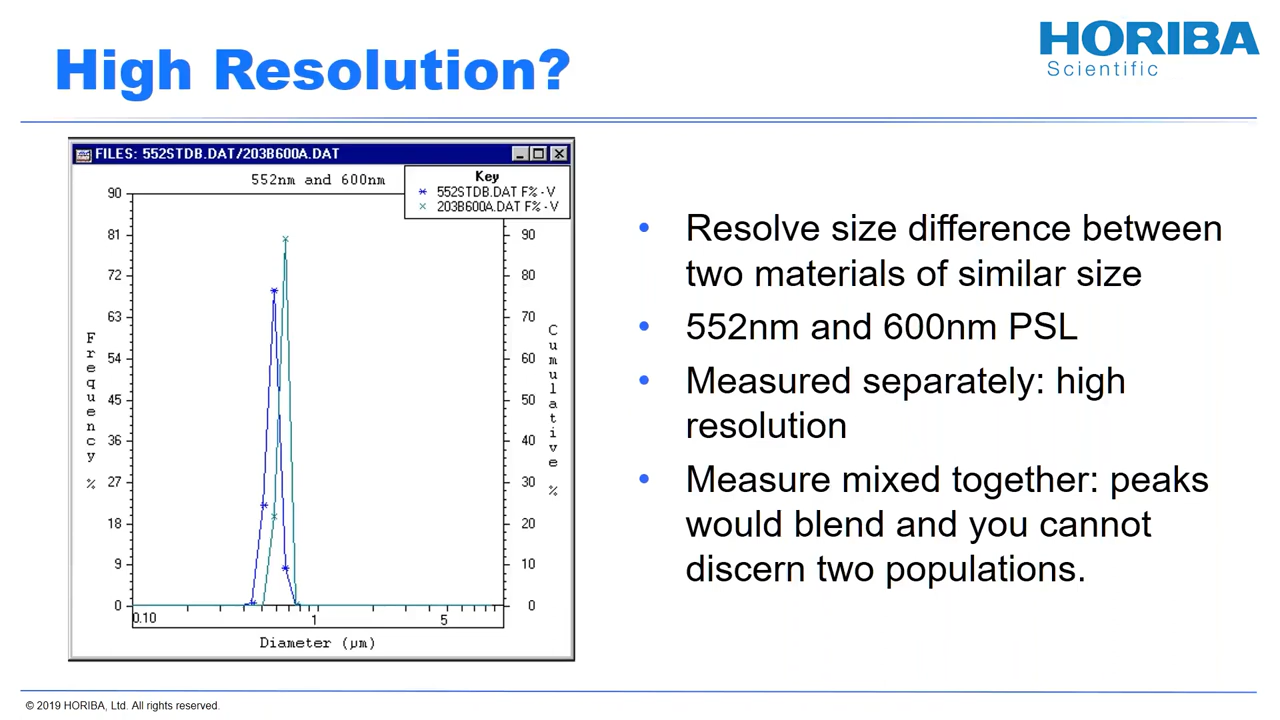 High Resolution?
HORIBA
Scientific
FILES: 552STDB.DAT/203B600A.DAT
552nm and 600nm
Key
552STDB.DAT F% - V
203B600A.DAT F% - V
90
81
72
63
54
45
36
27
18
9
0
90
80
70
60
50
40
30
20
10
0
Frequency %
Cumulative %
0.10
1
5
Diameter (µm)
• Resolve size difference between
two materials of similar size
• 552nm and 600nm PSL
• Measured separately: high
resolution
• Measure mixed together: peaks
would blend and you cannot
discern two populations.
© 2019 HORIBA, Ltd. All rights reserved.